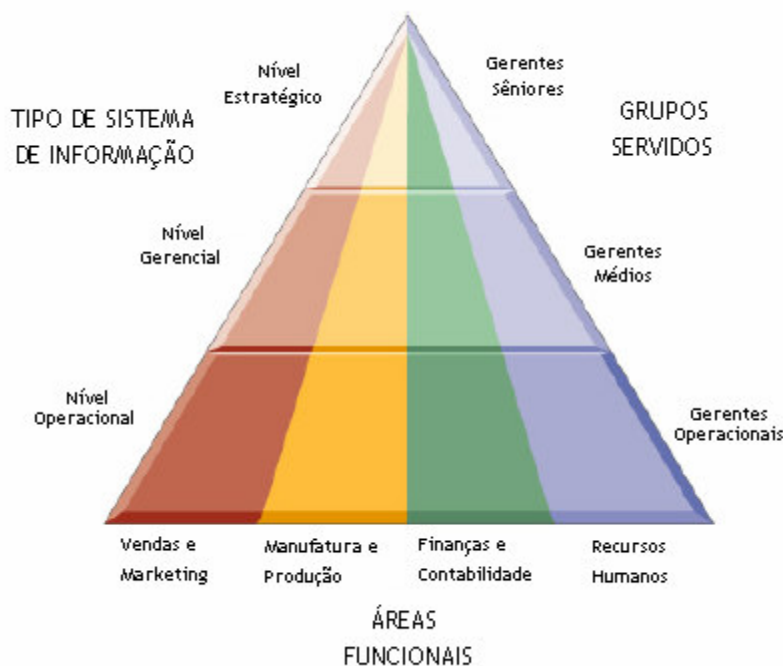 Nível
Estratégico
Gerentes
Sêniores
TIPO DE SISTEMA
DE INFORMAÇÃO
GRUPOS
SERVIDOS
Nível
Gerencial
Gerentes
Médios
Nível
Operacional
Gerentes
Operacionais
Vendas e
Marketing
Manufatura e
Produção
Finanças e
Contabilidade
Recursos
Humanos
ÁREAS
FUNCIONAIS